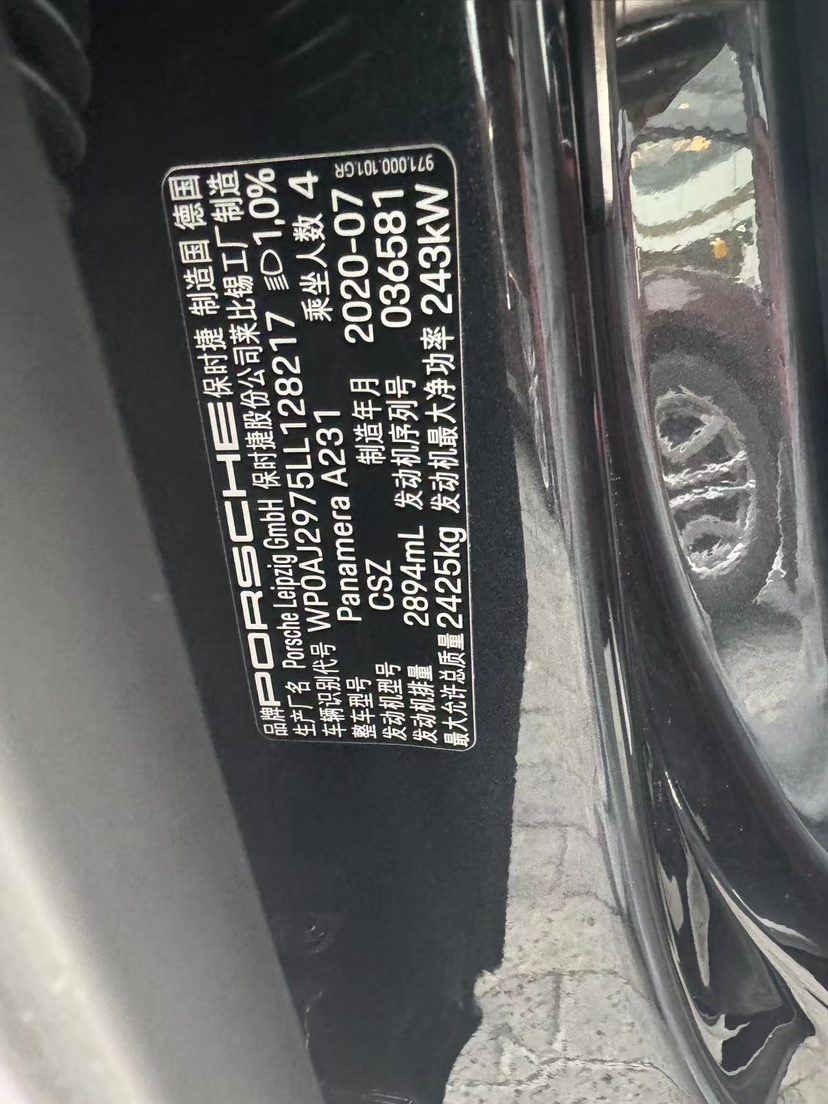 品牌 PORSCHE 保时捷 制造国 德国
生产厂名 Porsche Leipzig GmbH 保时捷股份公司莱比锡工厂制造
车辆识别代号 WP0AJ2975LL128217 1,0%
整车型号 Panamera A231 乘坐人数 4
发动机型号 CSZ 制造年月 2020-07
发动机排量 2894mL 发动机序列号 036581
最大允许总质量 2425kg 发动机最大净功率 243kW
971.000.101.GR